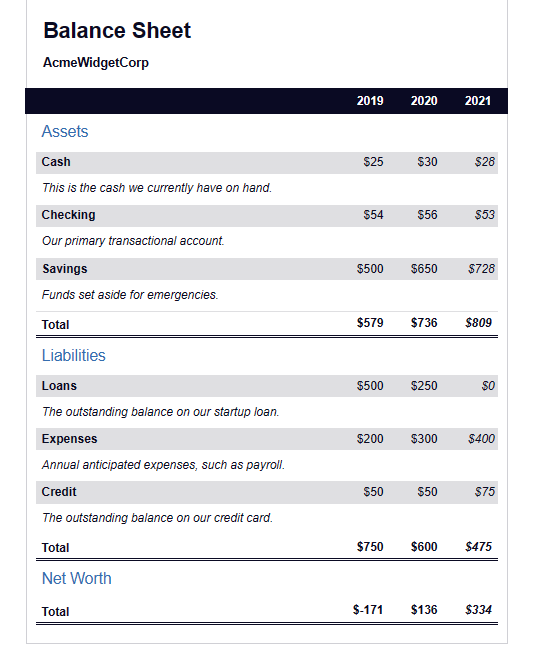 Balance Sheet
AcmeWidgetCorp
2019 2020 2021
Assets
Cash $25 $30 $28
This is the cash we currently have on hand.
Checking $54 $56 $53
Our primary transactional account.
Savings $500 $650 $728
Funds set aside for emergencies.
Total $579 $736 $809
Liabilities
Loans $500 $250 $0
The outstanding balance on our startup loan.
Expenses $200 $300 $400
Annual anticipated expenses, such as payroll.
Credit $50 $50 $75
The outstanding balance on our credit card.
Total $750 $600 $475
Net Worth
Total $-171 $136 $334